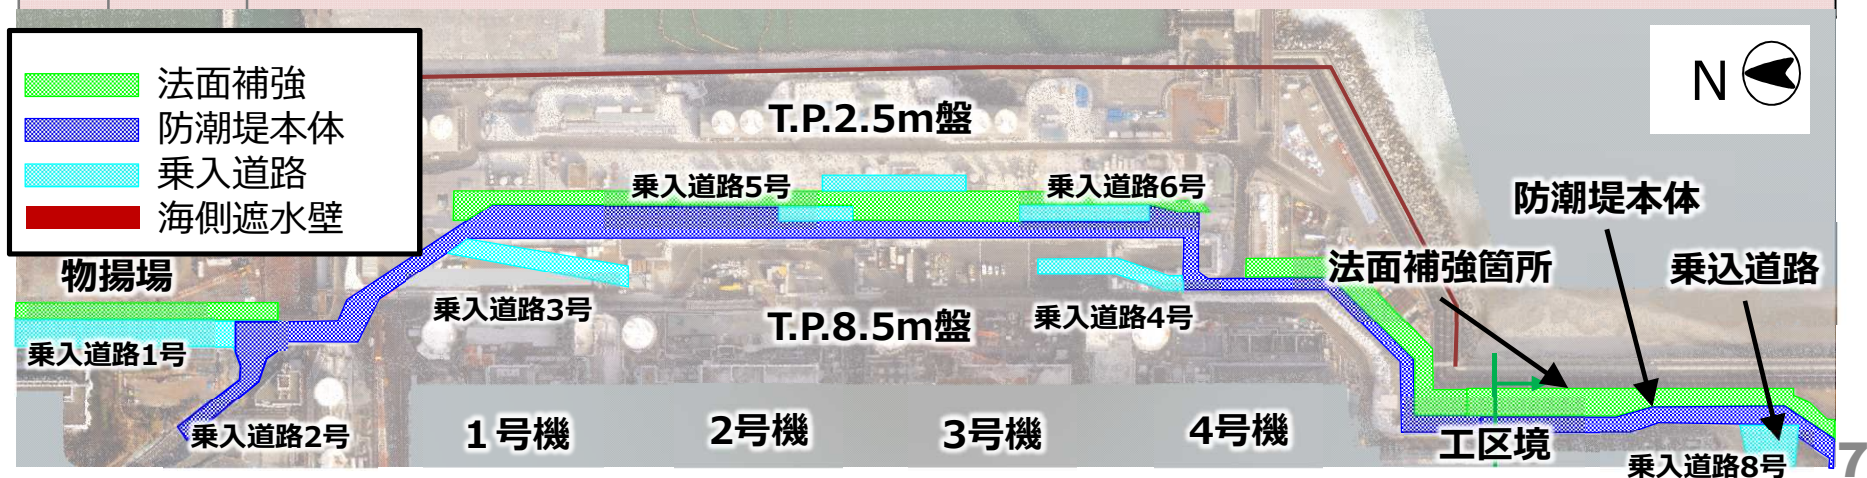 法面補強
防潮堤本体
乗入道路
海側遮水壁
N
T.P.2.5m盤
乗入道路5号
乗入道路6号
防潮堤本体
物揚場
法面補強箇所
乗込道路
乗入道路3号
T.P.8.5m盤
乗入道路4号
乗入道路1号
乗入道路2号
1号機
2号機
3号機
4号機
工区境
乗入道路8号
7